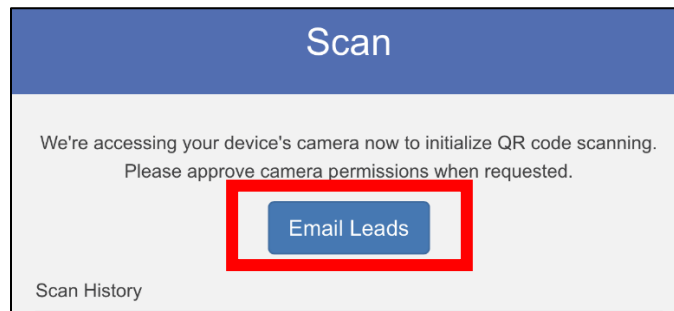 Scan
We're accessing your device's camera now to initialize QR code scanning.
Please approve camera permissions when requested.
Email Leads
Scan History